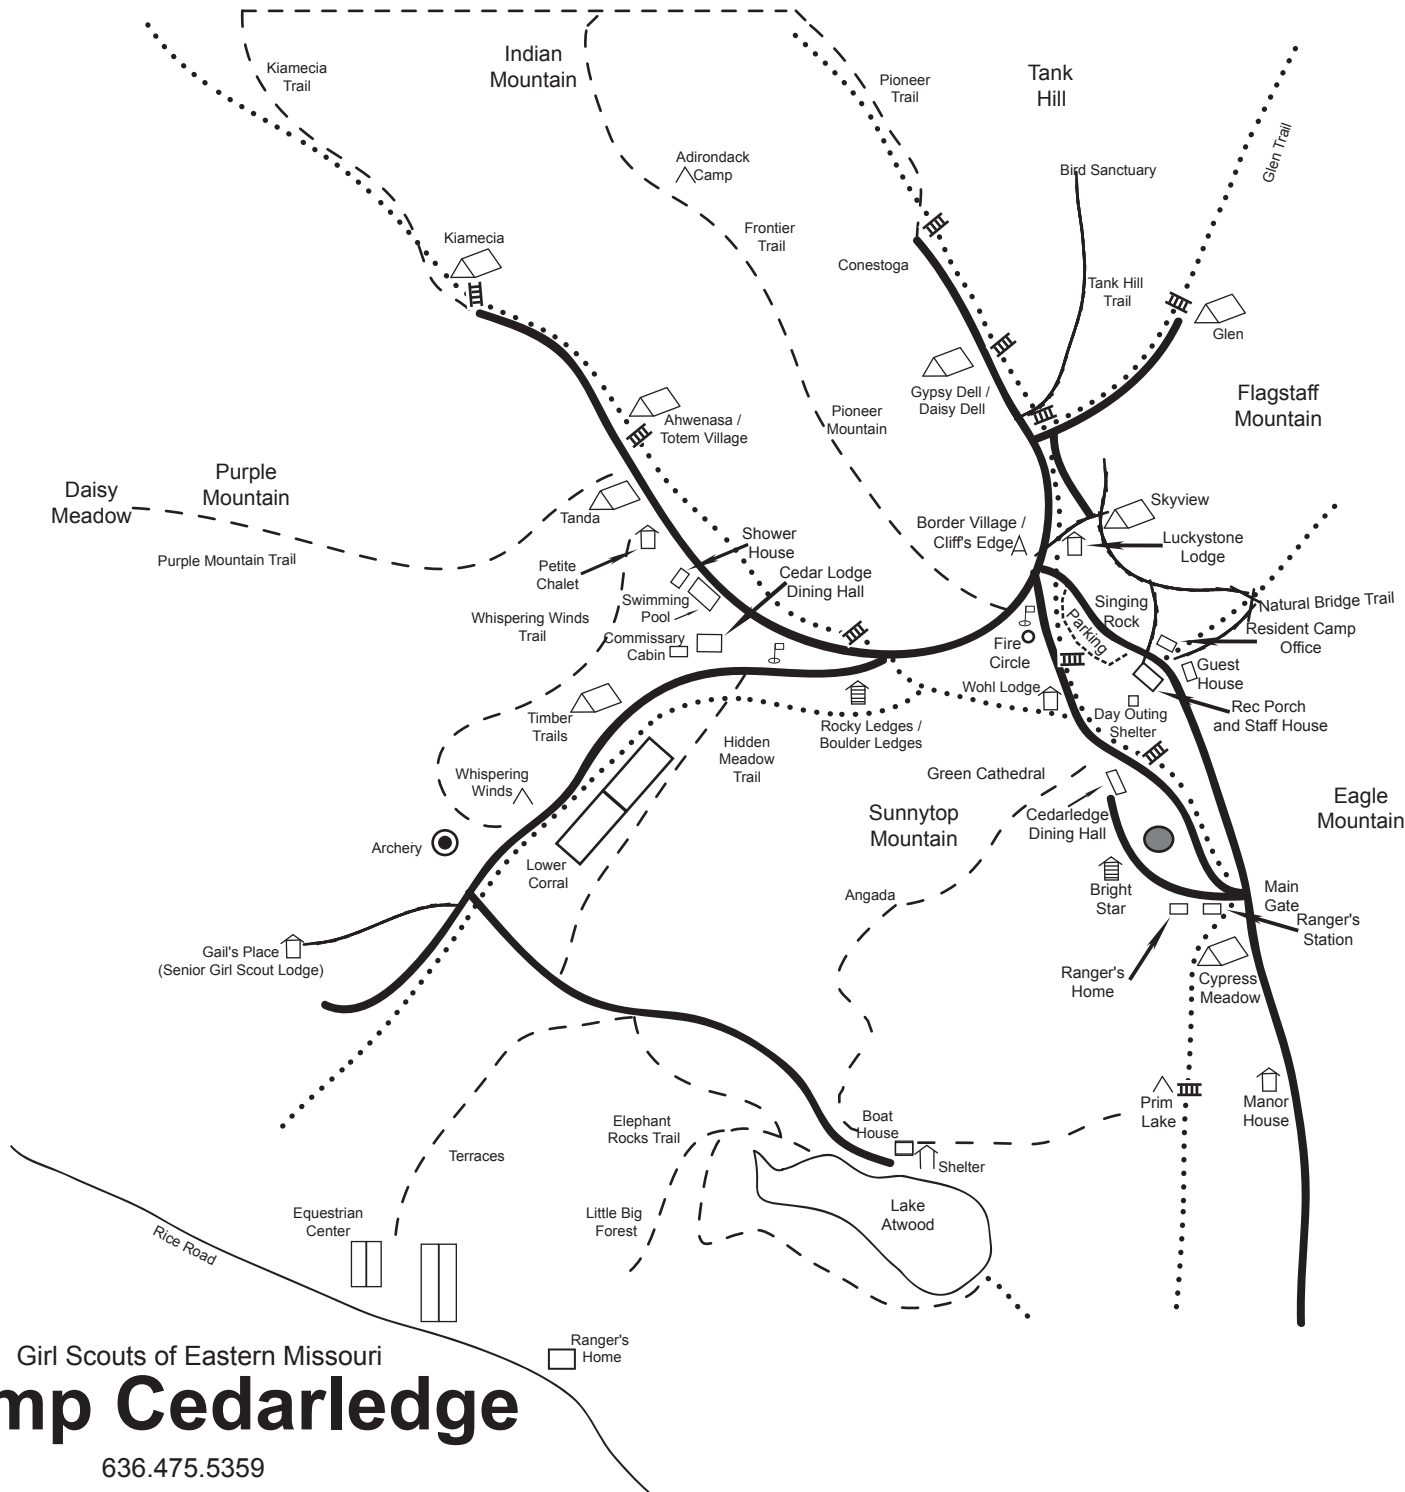 Indian
Mountain
Kiamecia
Trail
Pioneer
Trail
Tank
Hill
Glen Trail
Adirondack
Camp
Bird Sanctuary
Kiamecia
Frontier
Trail
Conestoga
Tank Hill
Trail
Glen
Gypsy Dell /
Daisy Dell
Flagstaff
Mountain
Ahwenasa /
Totem Village
Pioneer
Mountain
Purple
Mountain
Daisy
Meadow
Tanda
Purple Mountain Trail
Skyview
Border Village /
Cliff's Edge
Luckystone
Lodge
Shower
House
Petite
Chalet
Cedar Lodge
Dining Hall
Swimming
Pool
Whispering Winds
Trail
Commissary
Cabin
Singing
Rock
Parking
Natural Bridge Trail
Resident Camp
Office
Fire
Circle
Guest
House
Wohl Lodge
Rec Porch
and Staff House
Day Outing
Shelter
Timber
Trails
Rocky Ledges /
Boulder Ledges
Hidden
Meadow
Trail
Whispering
Winds
Green Cathedral
Sunnytop
Mountain
Cedarledge
Dining Hall
Eagle
Mountain
Archery
Lower
Corral
Angada
Bright
Star
Main
Gate
Ranger's
Station
Gail's Place
(Senior Girl Scout Lodge)
Ranger's
Home
Cypress
Meadow
Prim
Lake
Manor
House
Elephant
Rocks Trail
Boat
House
Shelter
Terraces
Equestrian
Center
Little Big
Forest
Lake
Atwood
Rice Road
Ranger's
Home
Girl Scouts of Eastern Missouri
mp Cedarledge
636.475.5359